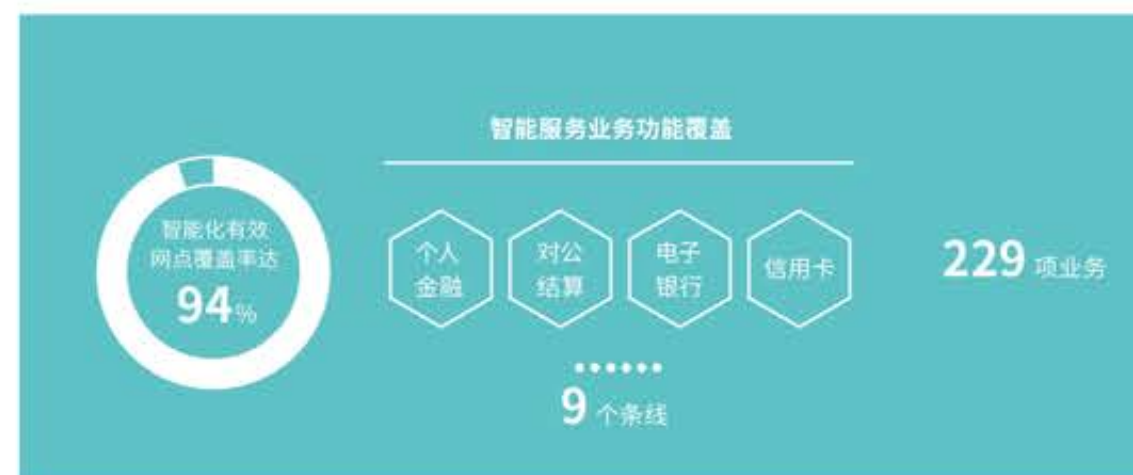 智能服务业务功能覆盖
智能化有效
网点覆盖率达
94%
个人
金融
对公
结算
电子
银行
信用卡
229 项业务
······
9 个条线